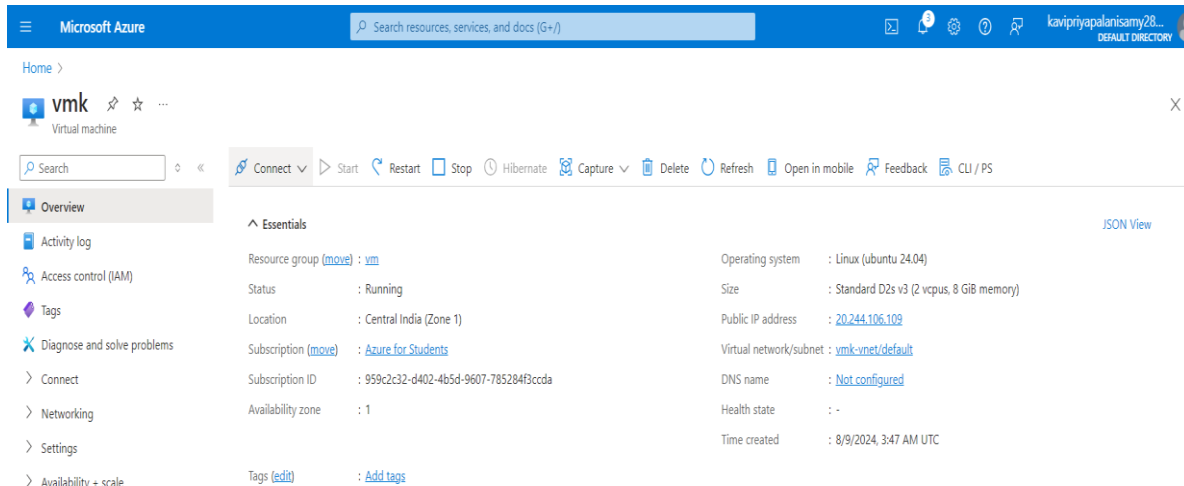 Microsoft Azure
Search resources, services, and docs (G+/)
3
kavipriyapalanisamy28...
DEFAULT DIRECTORY
Home >
vmk
Virtual machine
X
Search
Connect
Start
Restart
Stop
Hibernate
Capture
Delete
Refresh
Open in mobile
Feedback
CLI / PS
Overview
Activity log
Access control (IAM)
Tags
Diagnose and solve problems
Connect
Networking
Settings
Availability + scale
Essentials
JSON View
Resource group (move) : vm
Status : Running
Location : Central India (Zone 1)
Subscription (move) : Azure for Students
Subscription ID : 959c2c32-d402-4b5d-9607-785284f3ccda
Availability zone : 1
Operating system : Linux (ubuntu 24.04)
Size : Standard D2s v3 (2 vcpus, 8 GiB memory)
Public IP address : 20.244.106.109
Virtual network/subnet : vmk-vnet/default
DNS name : Not configured
Health state : -
Time created : 8/9/2024, 3:47 AM UTC
Tags (edit) : Add tags